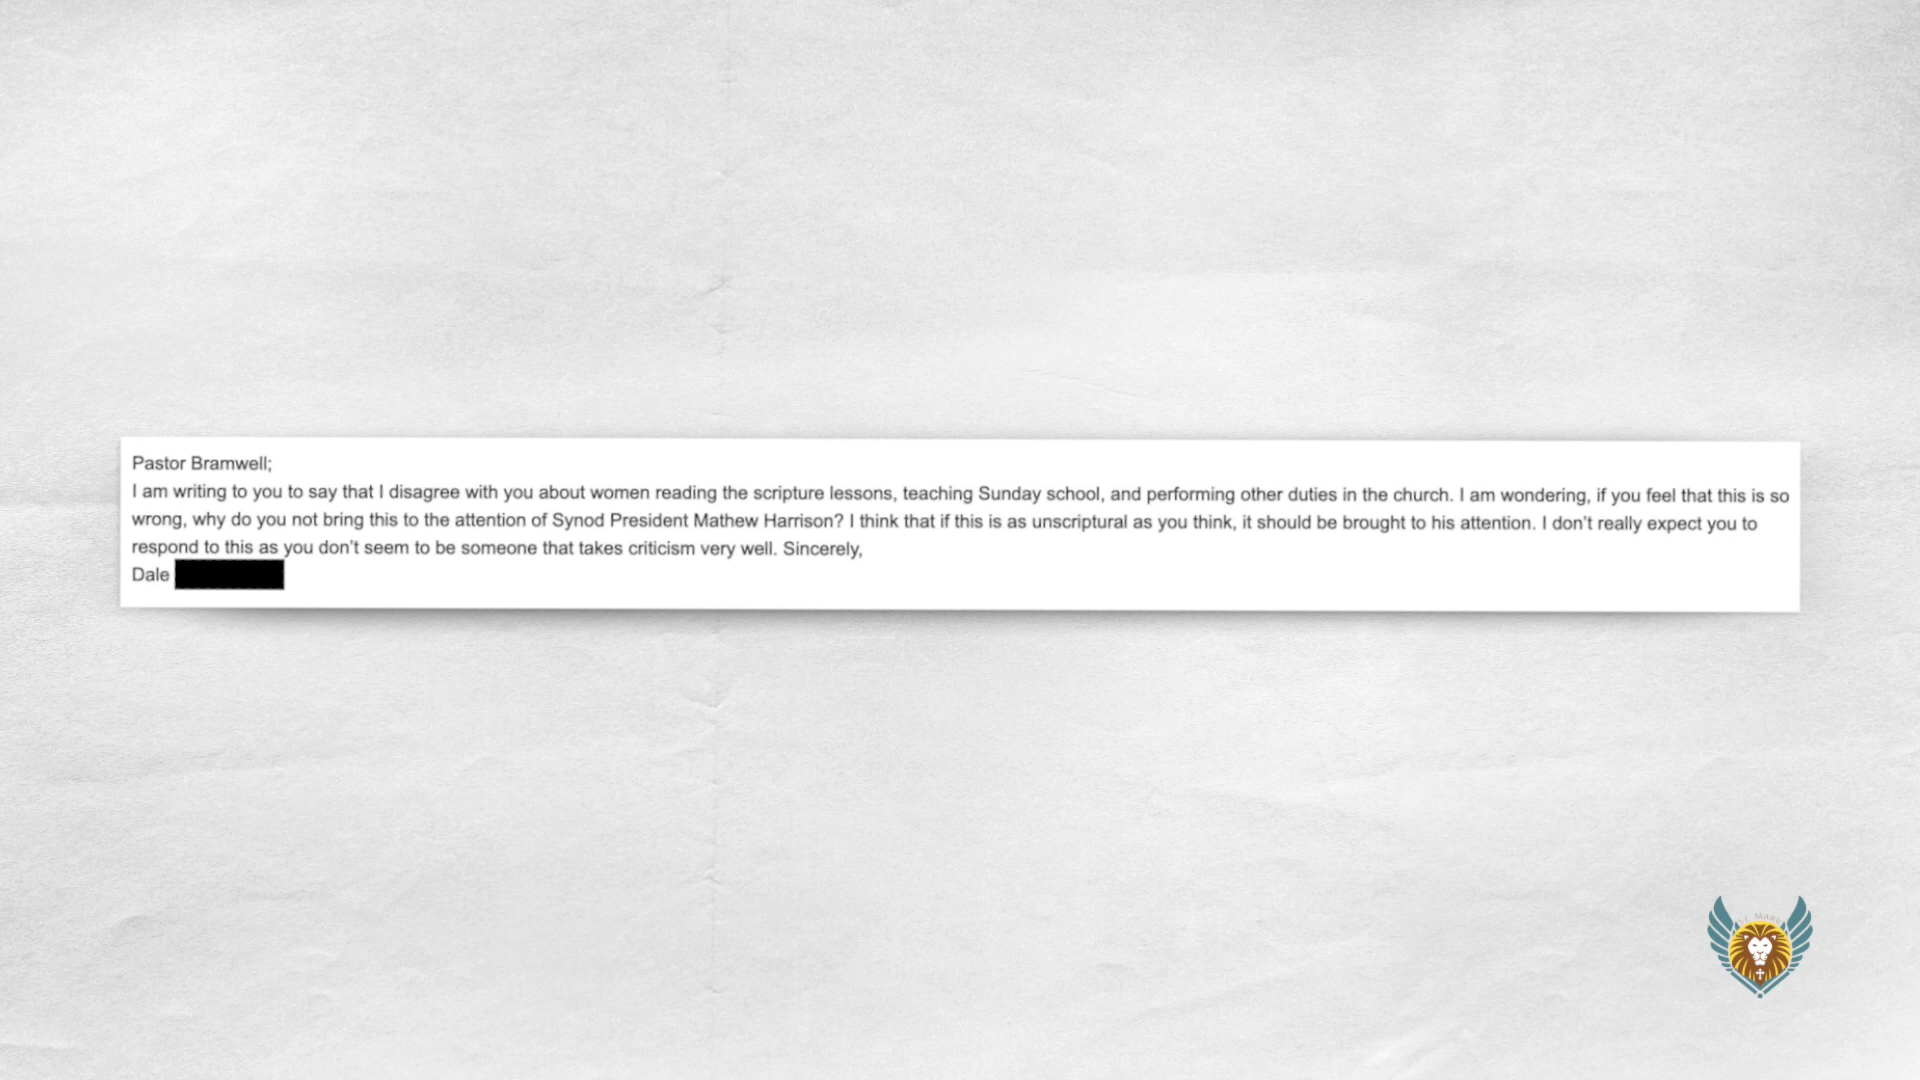 Pastor Bramwell;
I am writing to you to say that I disagree with you about women reading the scripture lessons, teaching Sunday school, and performing other duties in the church. I am wondering, if you feel that this is so
wrong, why do you not bring this to the attention of Synod President Mathew Harrison? I think that if this is as unscriptural as you think, it should be brought to his attention. I don't really expect you to
respond to this as you don't seem to be someone that takes criticism very well. Sincerely,
Dale
ST. MARK